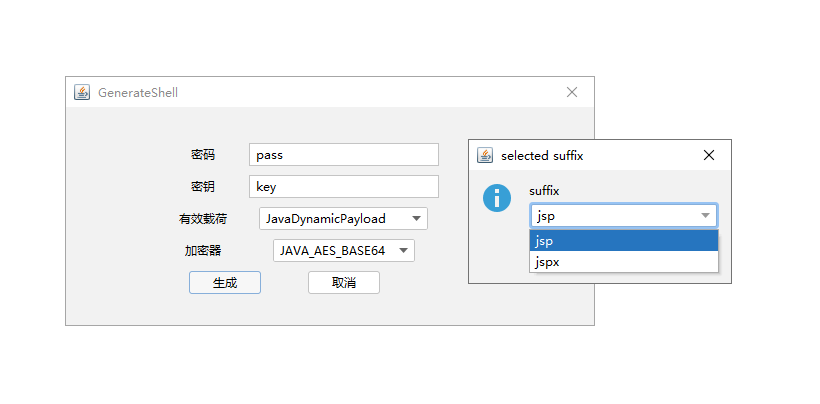 GenerateShell
密码
pass
密钥
key
有效载荷
JavaDynamicPayload
加密器
JAVA_AES_BASE64
生成
取消
selected suffix
suffix
jsp
jsp
jspx